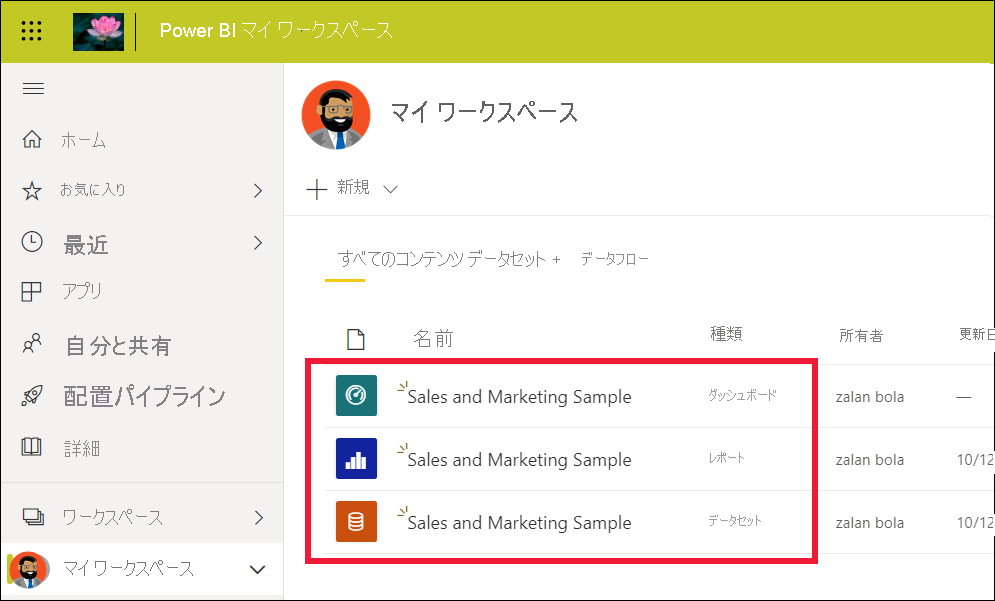 Power BI マイ ワークスペース
マイ ワークスペース
新規
ホーム
お気に入り
最近
アプリ
自分と共有
配置パイプライン
詳細
ワークスペース
マイ ワークスペース
すべてのコンテンツ データセット + データフロー
名前 種類 所有者 更新日
Sales and Marketing Sample ダッシュボード zalan bola —
Sales and Marketing Sample レポート zalan bola 10/12
Sales and Marketing Sample データセット zalan bola 10/12